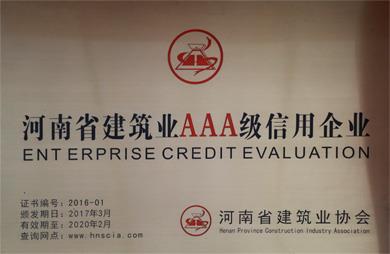 河南省建筑业AAA级信用企业
ENTERPRISE CREDIT EVALUATION
证书编号：2016-01
颁发期日：2017年3月
有效期至：2020年2月
查询网点：www.hnscia.com
河南省建筑业协会
Henan Province Construction Industry Association